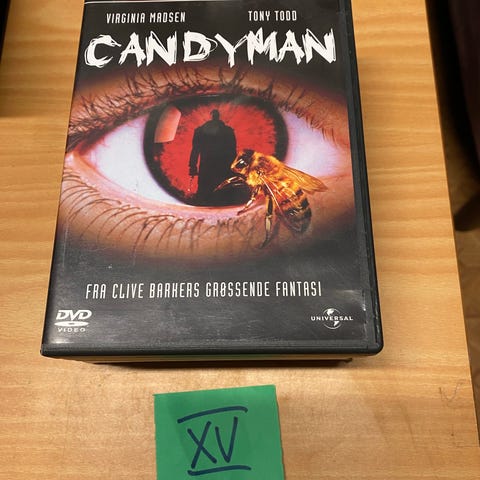 VIRGINIA MADSEN TONY TODD
CANDYMAN
FRA CLIVE BARKERS GRØSSENDE FANTASI
DVD
VIDEO
UNIVERSAL
XV